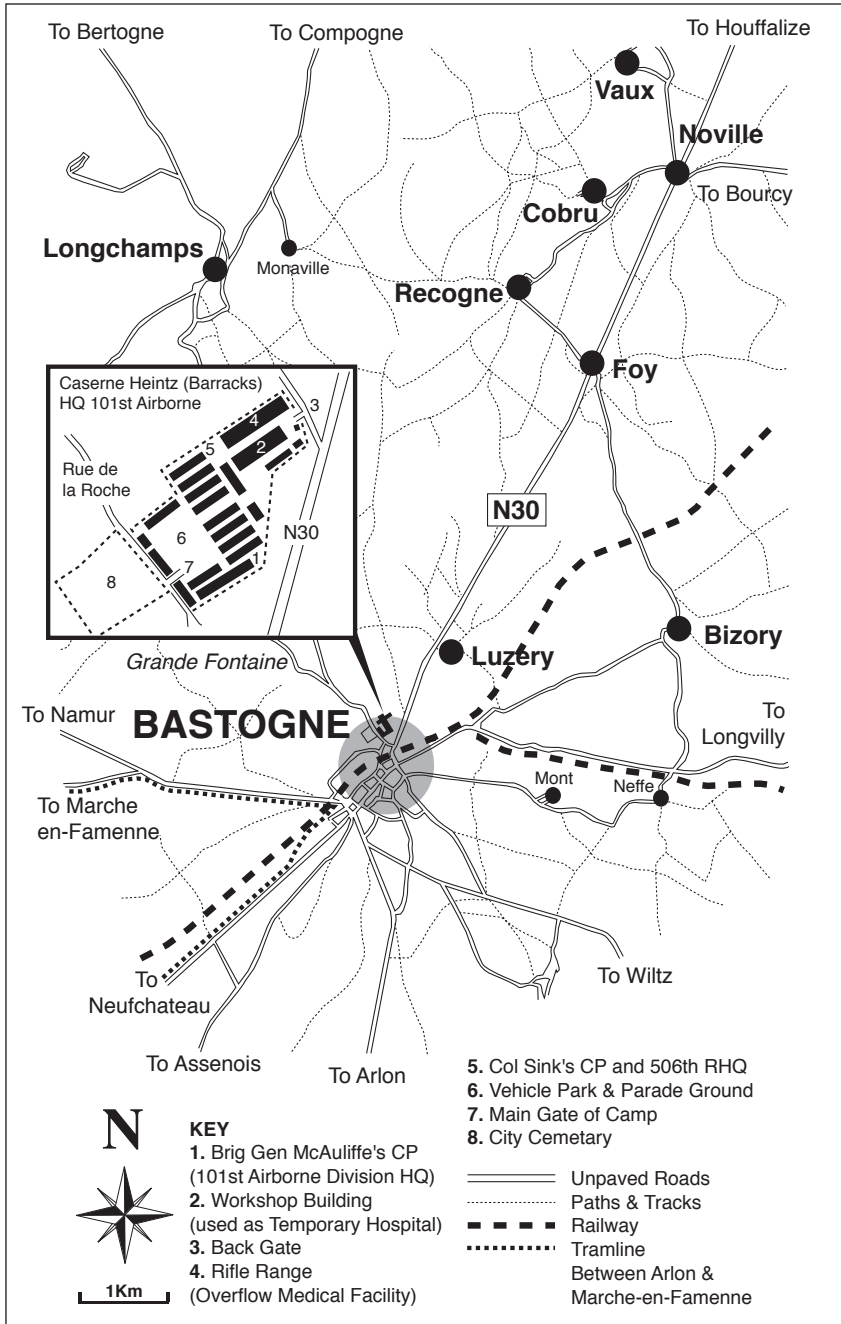 To Bertogne
To Compogne
To Houffalize
Vaux
Noville
To Bourcy
Cobru
Longchamps
Monaville
Recogne
Foy
Caserne Heintz (Barracks)
HQ 101st Airborne
3
4
5
2
Rue de
la Roche
N30
6
7
1
8
N30
Bizory
Luzery
Grande Fontaine
To Namur
BASTOGNE
To
Longvilly
Mont
Neffe
To Marche
en-Famenne
To
Neufchateau
To Wiltz
To Assenois
To Arlon
N
KEY
1. Brig Gen McAuliffe's CP
(101st Airborne Division HQ)
2. Workshop Building
(used as Temporary Hospital)
3. Back Gate
4. Rifle Range
(Overflow Medical Facility)
1Km
5. Col Sink's CP and 506th RHQ
6. Vehicle Park & Parade Ground
7. Main Gate of Camp
8. City Cemetary
Unpaved Roads
Paths & Tracks
Railway
Tramline
Between Arlon &
Marche-en-Famenne